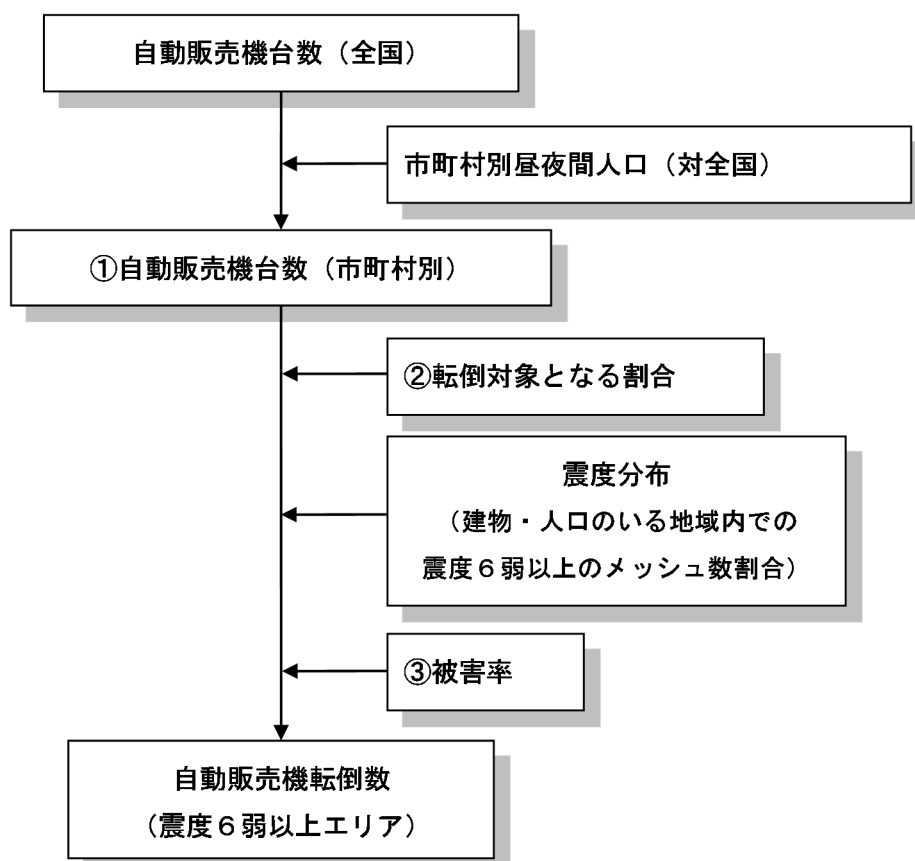 自動販売機台数（全国）
市町村別昼夜間人口（対全国）
①自動販売機台数（市町村別）
②転倒対象となる割合
震度分布
（建物・人口のいる地域内での
震度６弱以上のメッシュ数割合）
③被害率
自動販売機転倒数
（震度６弱以上エリア）